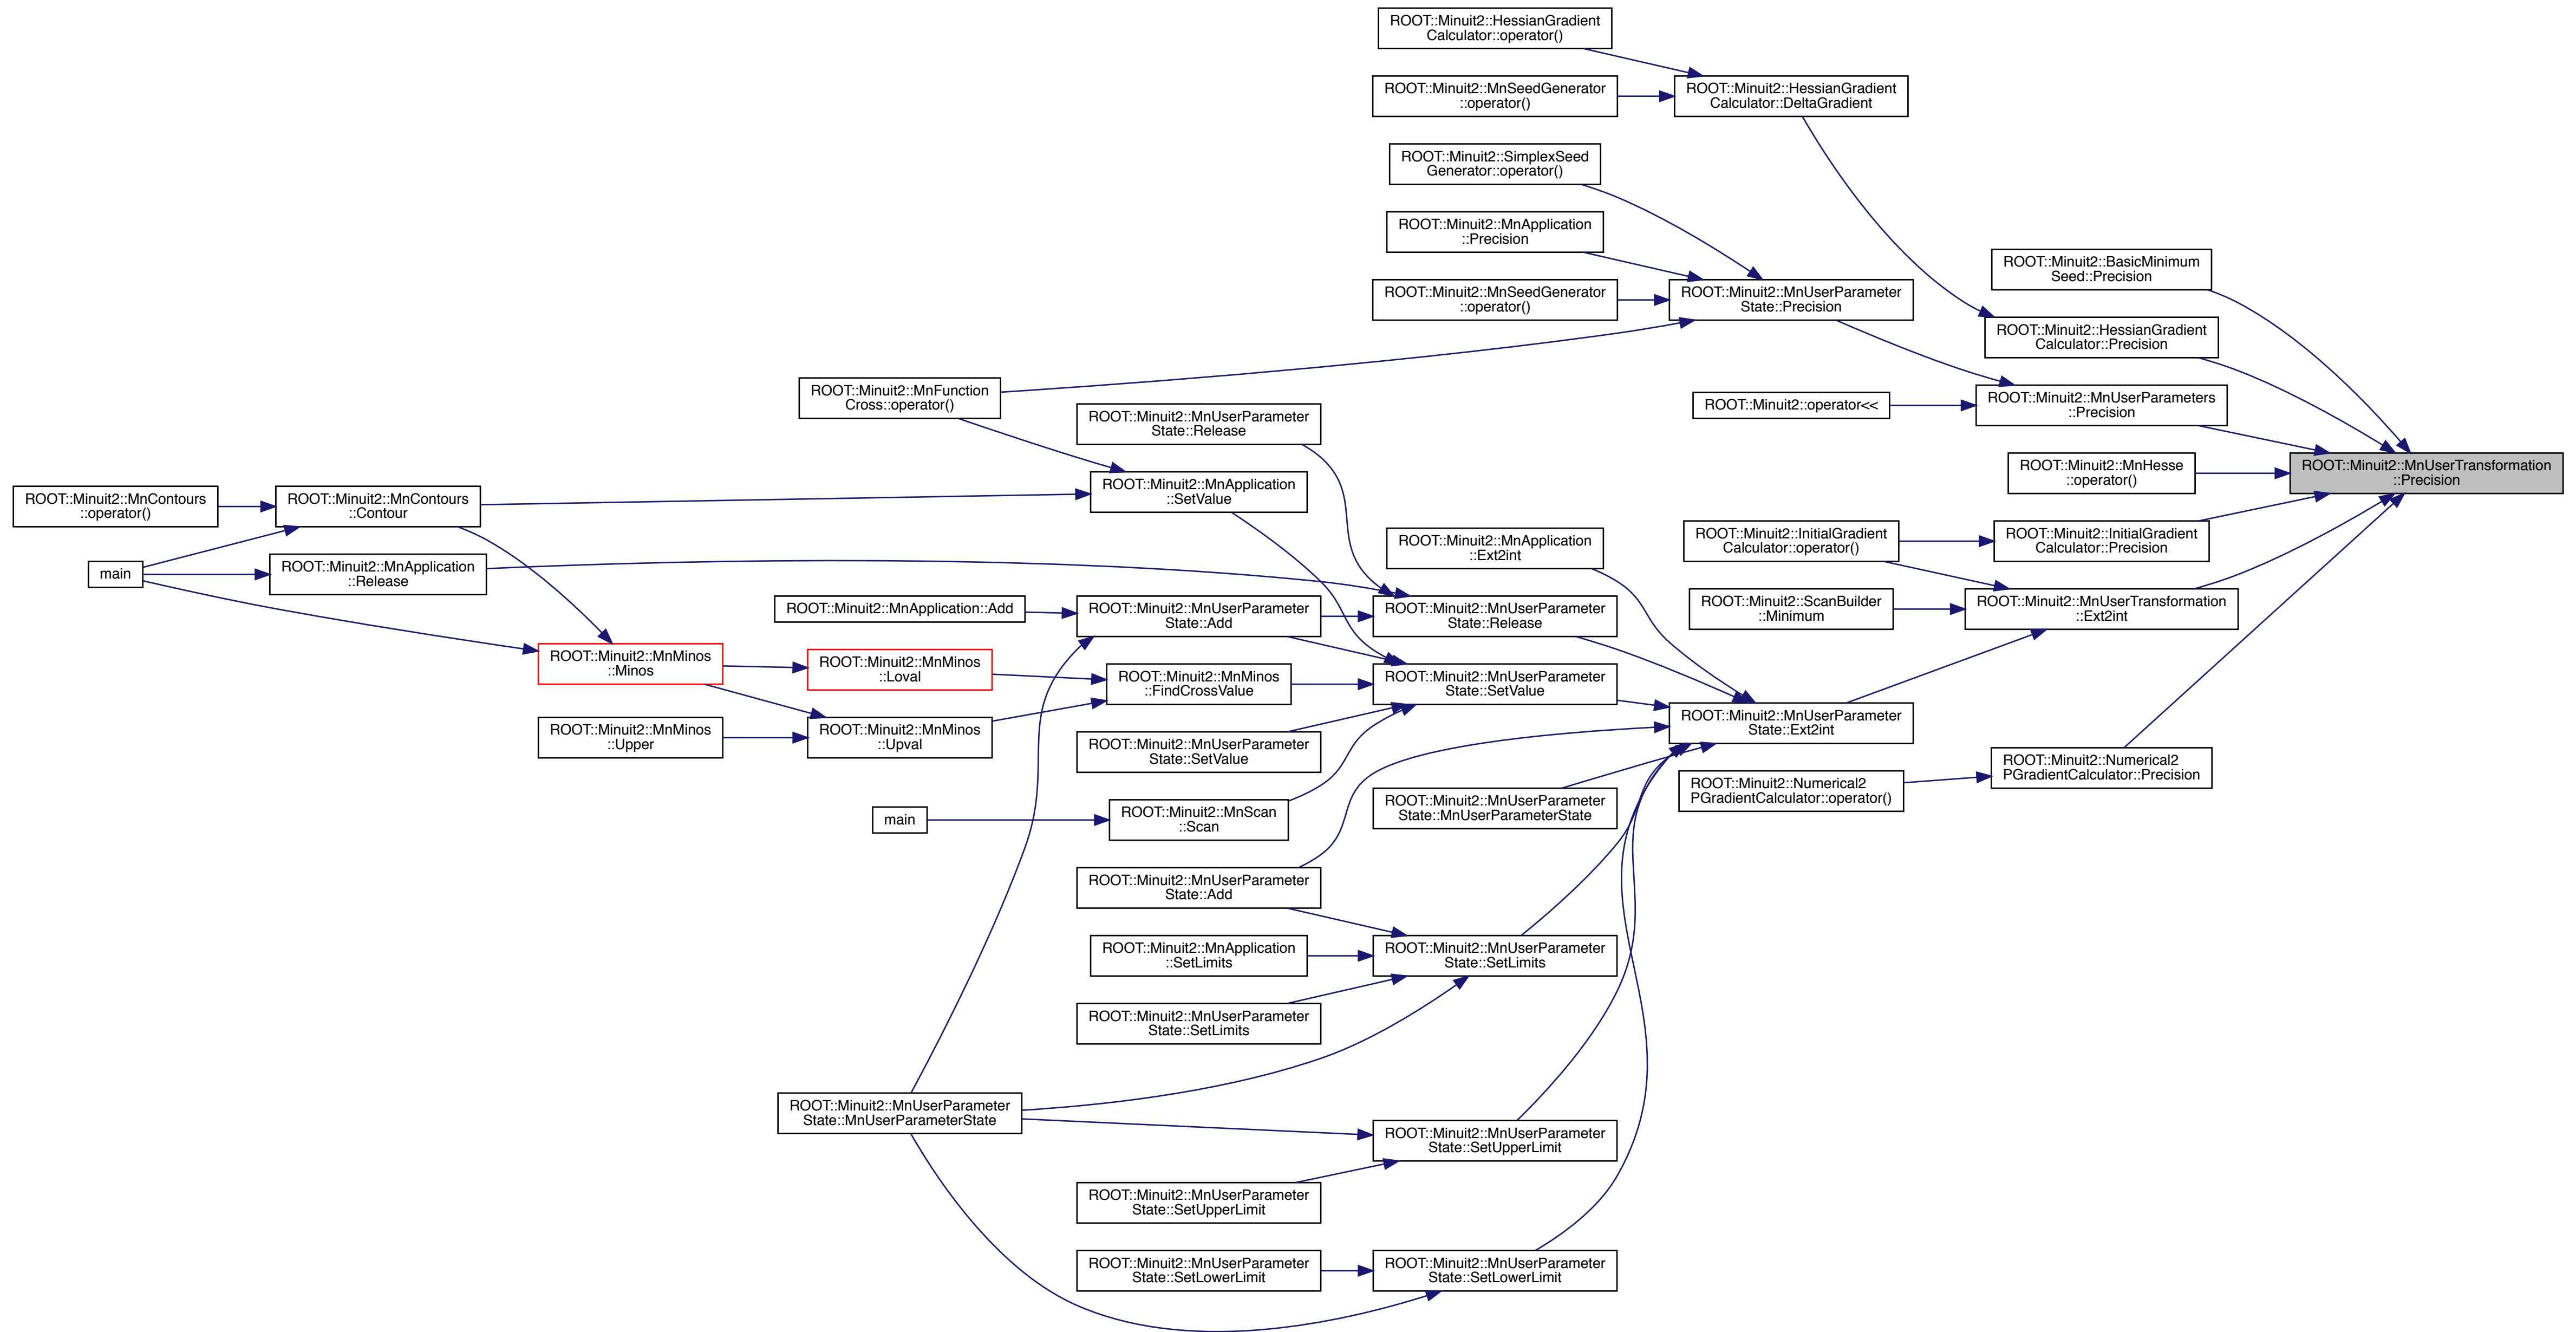 ROOT::Minuit2::HessianGradient
Calculator::operator()
ROOT::Minuit2::MnSeedGenerator
::operator()
ROOT::Minuit2::HessianGradient
Calculator::DeltaGradient
ROOT::Minuit2::SimplexSeed
Generator::operator()
ROOT::Minuit2::MnApplication
::Precision
ROOT::Minuit2::BasicMinimum
Seed::Precision
ROOT::Minuit2::MnSeedGenerator
::operator()
ROOT::Minuit2::MnUserParameter
State::Precision
ROOT::Minuit2::HessianGradient
Calculator::Precision
ROOT::Minuit2::MnFunction
Cross::operator()
ROOT::Minuit2::operator<<
ROOT::Minuit2::MnUserParameters
::Precision
ROOT::Minuit2::MnUserParameter
State::Release
ROOT::Minuit2::MnHesse
::operator()
ROOT::Minuit2::MnUserTransformation
::Precision
ROOT::Minuit2::MnContours
::operator()
ROOT::Minuit2::MnContours
::Contour
ROOT::Minuit2::MnApplication
::SetValue
ROOT::Minuit2::MnApplication
::Ext2int
ROOT::Minuit2::InitialGradient
Calculator::operator()
ROOT::Minuit2::InitialGradient
Calculator::Precision
main
ROOT::Minuit2::MnApplication
::Release
ROOT::Minuit2::MnApplication::Add
ROOT::Minuit2::MnUserParameter
State::Add
ROOT::Minuit2::MnUserParameter
State::Release
ROOT::Minuit2::ScanBuilder
::Minimum
ROOT::Minuit2::MnUserTransformation
::Ext2int
ROOT::Minuit2::MnMinos
::Minos
ROOT::Minuit2::MnMinos
::Loval
ROOT::Minuit2::MnMinos
::FindCrossValue
ROOT::Minuit2::MnUserParameter
State::SetValue
ROOT::Minuit2::MnMinos
::Upper
ROOT::Minuit2::MnMinos
::Upval
ROOT::Minuit2::MnUserParameter
State::SetValue
ROOT::Minuit2::MnUserParameter
State::Ext2int
ROOT::Minuit2::Numerical2
PGradientCalculator::Precision
ROOT::Minuit2::Numerical2
PGradientCalculator::operator()
ROOT::Minuit2::MnUserParameter
State::MnUserParameterState
main
ROOT::Minuit2::MnScan
::Scan
ROOT::Minuit2::MnUserParameter
State::Add
ROOT::Minuit2::MnApplication
::SetLimits
ROOT::Minuit2::MnUserParameter
State::SetLimits
ROOT::Minuit2::MnUserParameter
State::SetLimits
ROOT::Minuit2::MnUserParameter
State::MnUserParameterState
ROOT::Minuit2::MnUserParameter
State::SetUpperLimit
ROOT::Minuit2::MnUserParameter
State::SetUpperLimit
ROOT::Minuit2::MnUserParameter
State::SetLowerLimit
ROOT::Minuit2::MnUserParameter
State::SetLowerLimit